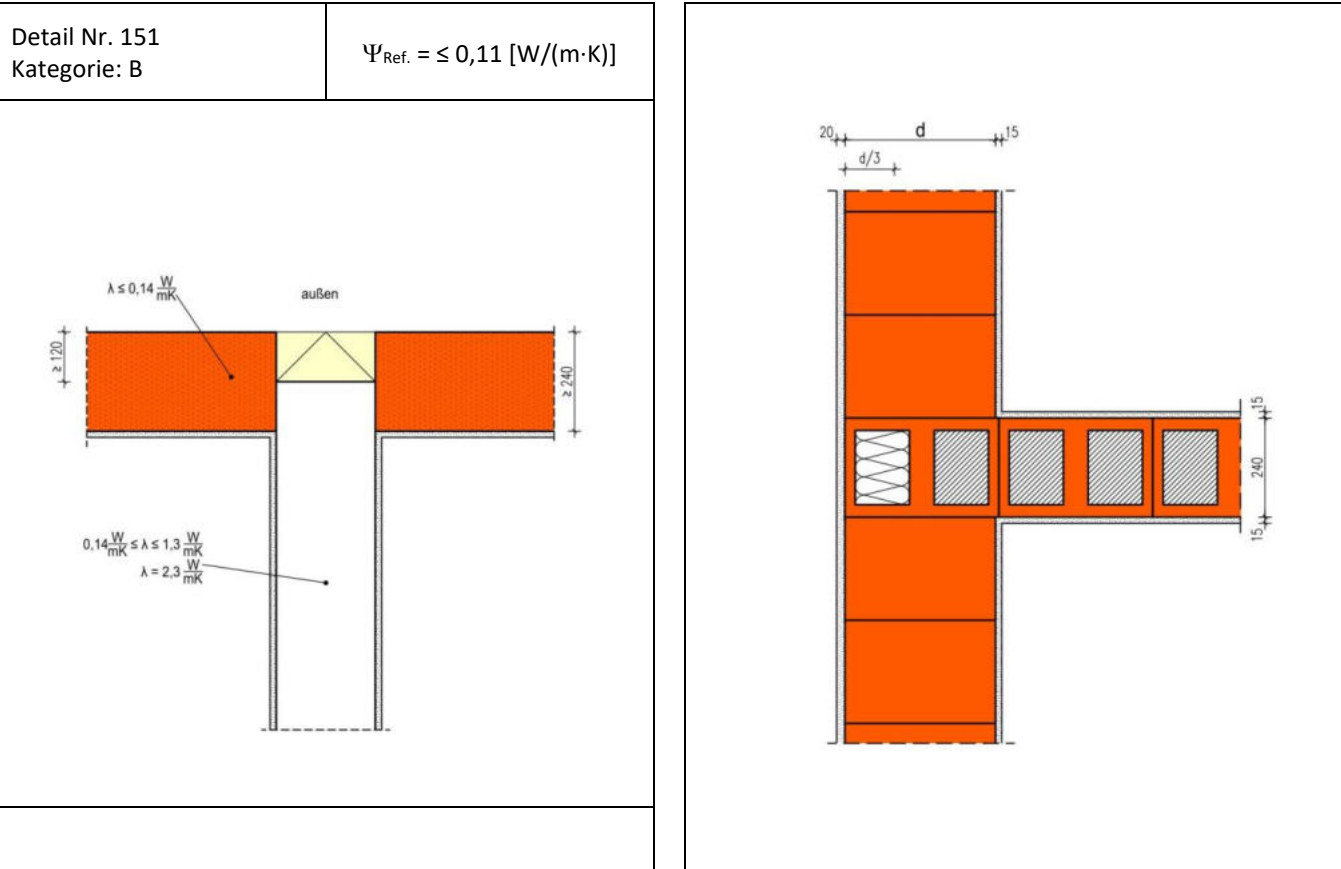 Detail Nr. 151
Kategorie: B
Ψ Ref. = ≤ 0,11 [W/(m·K)]
λ ≤ 0,14 W/mK
außen
≥ 120
≥ 240
0,14 W/mK ≤ λ ≤ 1,3 W/mK
λ = 2,3 W/mK
20 d 15
d/3
15
240
15